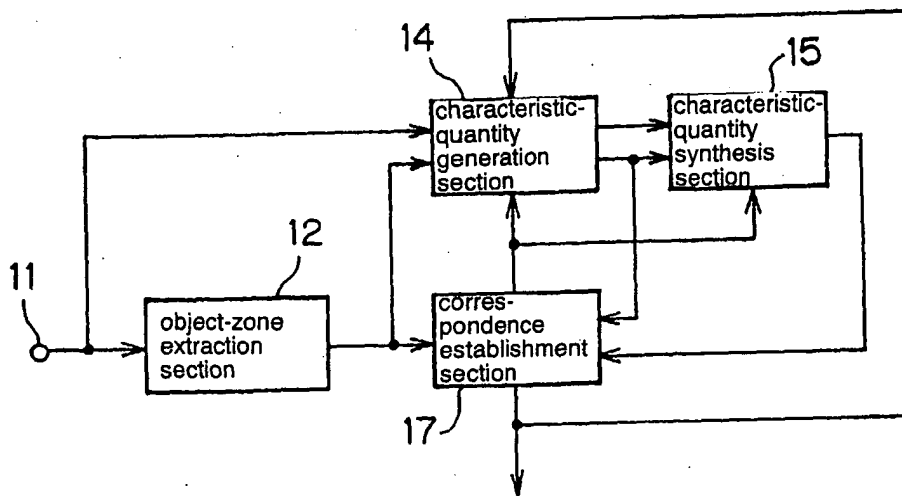 14
15
characteristic-
quantity
generation
section
characteristic-
quantity
synthesis
section
11
12
object-zone
extraction
section
corres-
pondence
establishment
section
17